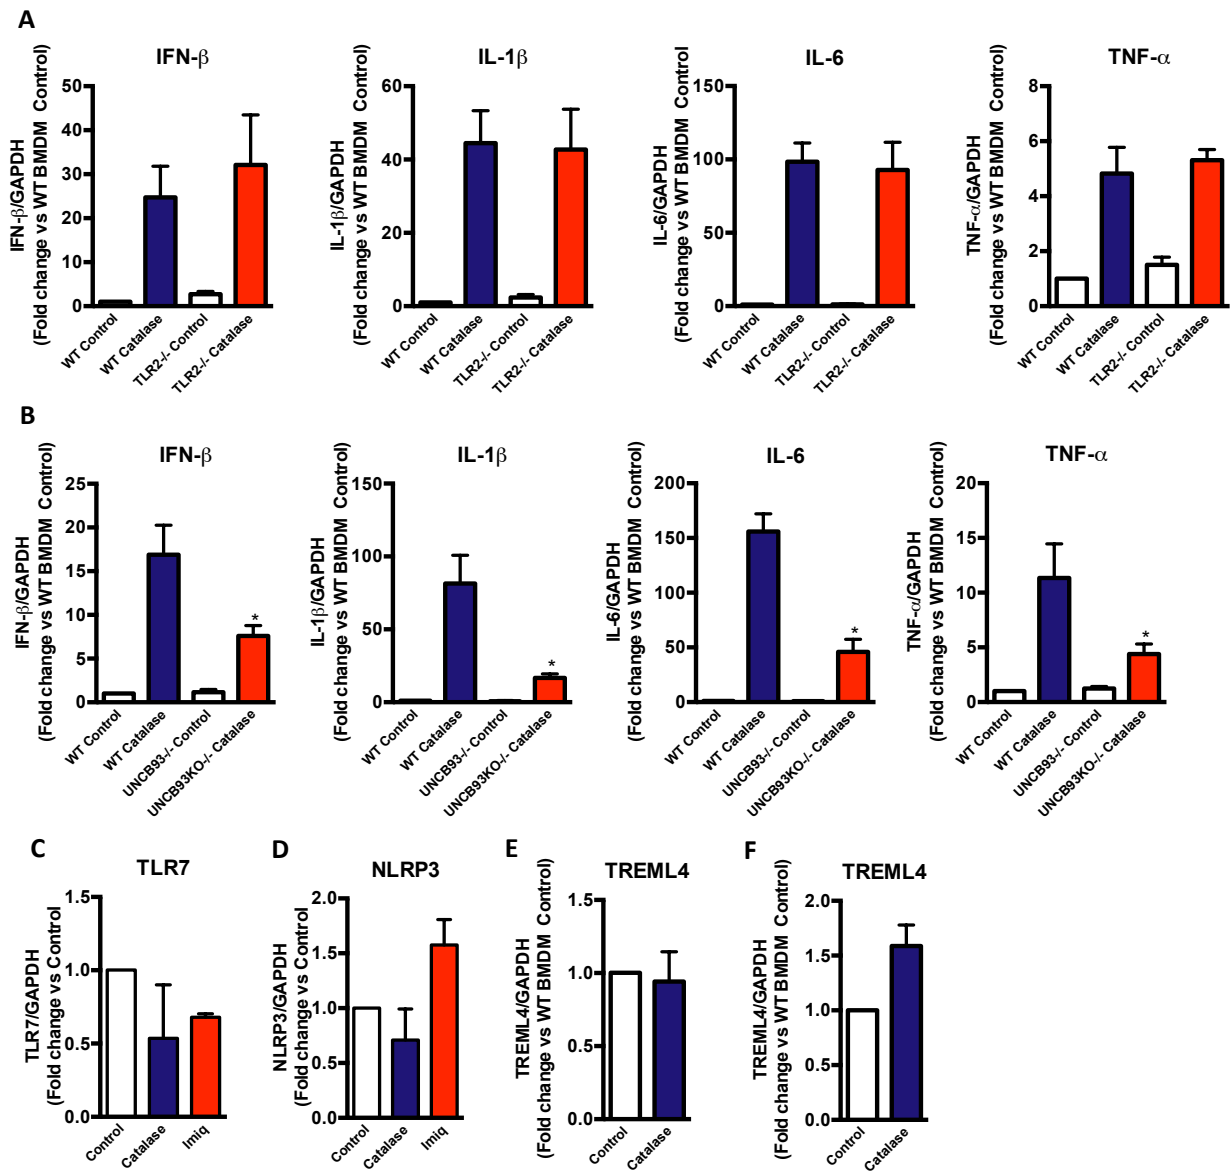 A
IFN-β
IFN-β/GAPDH
(Fold change vs WT BMDM Control)
50
40
30
20
10
0
WT Control
WT Catalase
TLR2-/- Control
TLR2-/- Catalase
IL-1β
IL-1β/GAPDH
(Fold change vs WT BMDM Control)
60
40
20
0
WT Control
WT Catalase
TLR2-/- Control
TLR2-/- Catalase
IL-6
IL-6/GAPDH
(Fold change vs WT BMDM Control)
150
100
50
0
WT Control
WT Catalase
TLR2-/- Control
TLR2-/- Catalase
TNF-α
TNF-α/GAPDH
(Fold change vs WT BMDM Control)
8
6
4
2
0
WT Control
WT Catalase
TLR2-/- Control
TLR2-/- Catalase
B
IFN-β
IFN-β/GAPDH
(Fold change vs WT BMDM Control)
25
20
15
10
5
0
*
WT Control
WT Catalase
UNCB93-/- Control
UNCB93KO-/- Catalase
IL-1β
IL-1β/GAPDH
(Fold change vs WT BMDM Control)
150
100
50
0
*
WT Control
WT Catalase
UNCB93-/- Control
UNCB93KO-/- Catalase
IL-6
IL-6/GAPDH
(Fold change vs WT BMDM Control)
200
150
100
50
0
*
WT Control
WT Catalase
UNCB93-/- Control
UNCB93KO-/- Catalase
TNF-α
TNF-α/GAPDH
(Fold change vs WT BMDM Control)
20
15
10
5
0
*
WT Control
WT Catalase
UNCB93-/- Control
UNCB93KO-/- Catalase
C
TLR7
TLR7/GAPDH
(Fold change vs Control)
1.5
1.0
0.5
0.0
Control
Catalase
Imiq
D
NLRP3
NLRP3/GAPDH
(Fold change vs Control)
2.0
1.5
1.0
0.5
0.0
Control
Catalase
Imiq
E
TREML4
TREML4/GAPDH
(Fold change vs WT BMDM Control)
1.5
1.0
0.5
0.0
Control
Catalase
F
TREML4
TREML4/GAPDH
(Fold change vs WT BMDM Control)
2.0
1.5
1.0
0.5
0.0
Control
Catalase